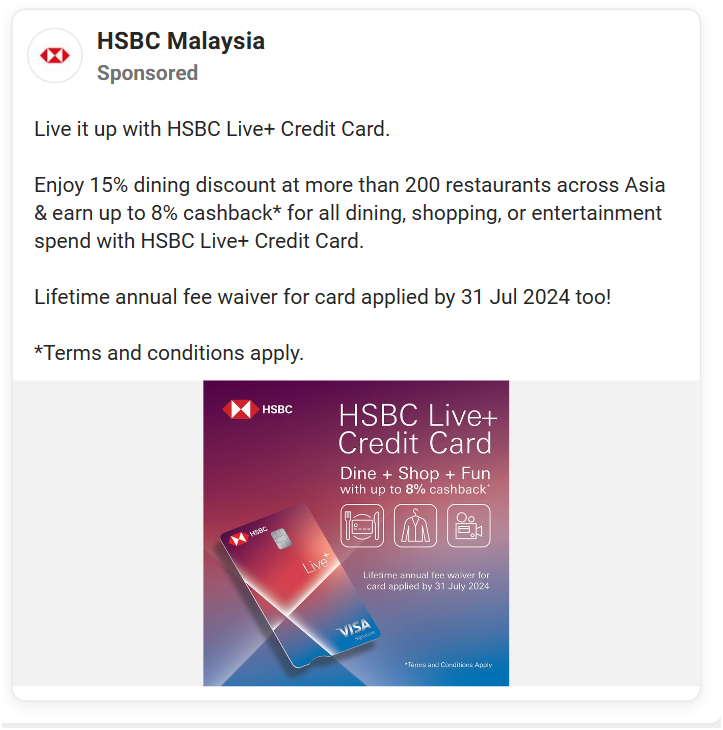 HSBC Malaysia
Sponsored
Live it up with HSBC Live+ Credit Card.
Enjoy 15% dining discount at more than 200 restaurants across Asia
& earn up to 8% cashback* for all dining, shopping, or entertainment
spend with HSBC Live+ Credit Card.
Lifetime annual fee waiver for card applied by 31 Jul 2024 too!
*Terms and conditions apply.
HSBC
HSBC Live+
Credit Card
Dine + Shop + Fun
with up to 8% cashback*
HSBC
Live+
Lifetime annual fee waiver for
card applied by 31 July 2024
VISA
Signature
*Terms and Conditions Apply